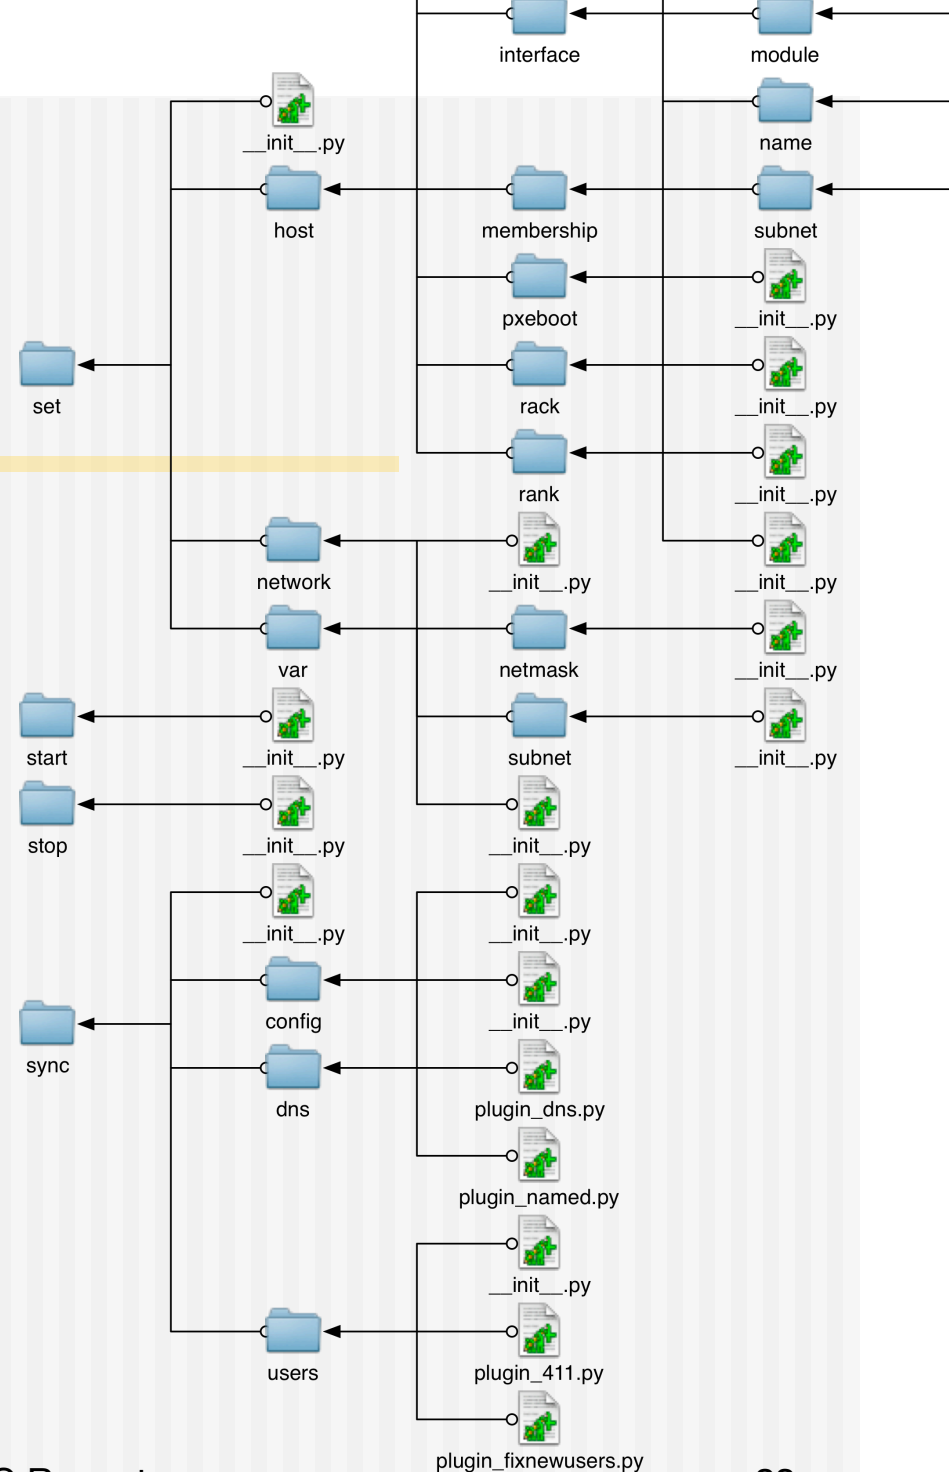 interface module
__init__.py name
host membership subnet
pxeboot __init__.py
set rack __init__.py
rank __init__.py
network __init__.py __init__.py
var netmask __init__.py
start __init__.py subnet __init__.py
stop __init__.py __init__.py
__init__.py __init__.py
config __init__.py
sync
dns plugin_dns.py
plugin_named.py
__init__.py
users plugin_411.py
plugin_fixnewusers.py